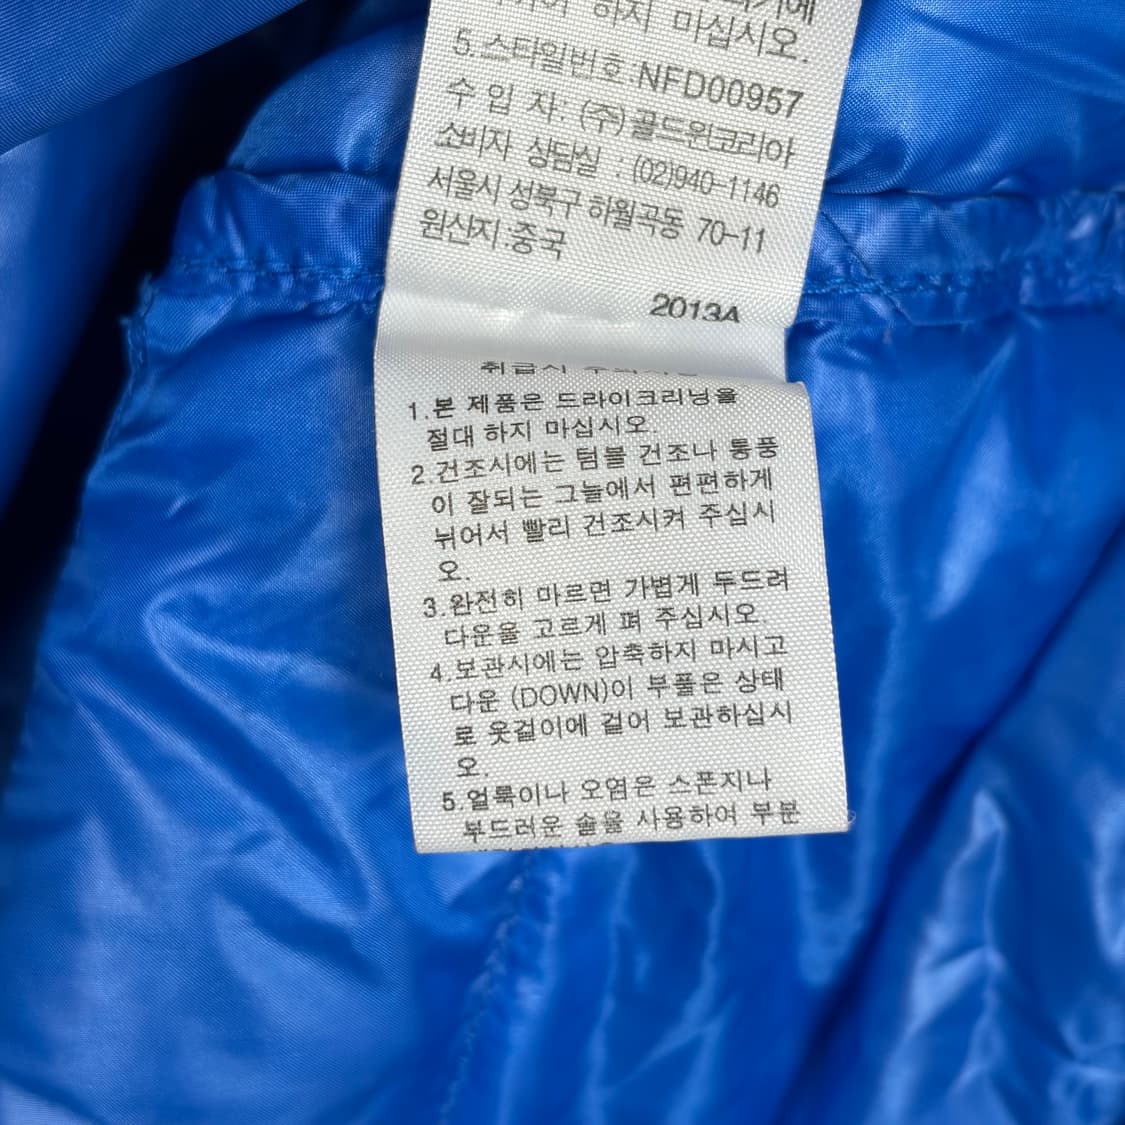 하지 마십시오.
5.스타일번호:NFD00957
수 입 자: (주)골드윈코리아
소비자 상담실 : (02)940-1146
서울시 성북구 하월곡동 70-11
원산지:중국
2013A
1.본 제품은 드라이크리닝을
절대 하지 마십시오.
2.건조시에는 텀블 건조나 통풍
이 잘되는 그늘에서 편편하게
뉘어서 빨리 건조시켜 주십시
오.
3.완전히 마르면 가볍게 두드려
다운을 고르게 펴 주십시오.
4.보관시에는 압축하지 마시고
다운 (DOWN)이 부풀은 상태
로 옷걸이에 걸어 보관하십시
오.
5.얼룩이나 오염은 스폰지나
부드러운 솔을 사용하여 부분